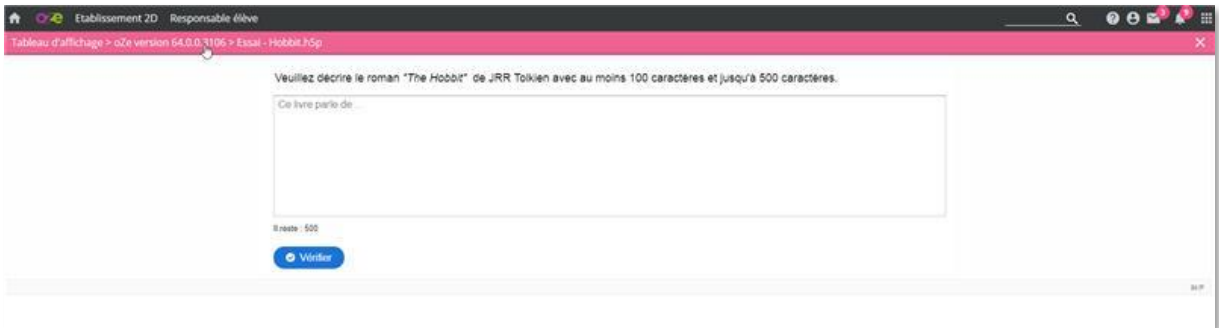 oZe Etablissement 2D Responsable élève
Tableau d'affichage > oZe version 64.0.0.3106 > Essai - Hobbit.h5p
Veuillez décrire le roman "The Hobbit" de JRR Tolkien avec au moins 100 caractères et jusqu'à 500 caractères.
Ce livre parle de ...
Il reste : 500
Vérifier